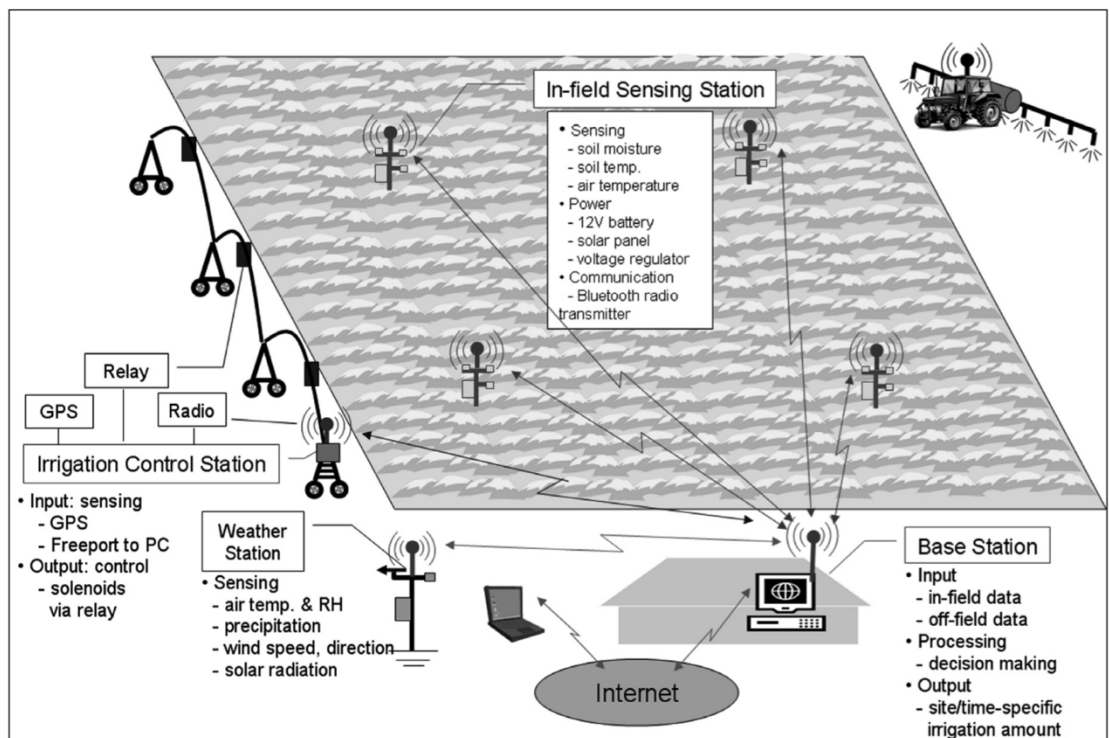 In-field Sensing Station
• Sensing
- soil moisture
- soil temp.
- air temperature
• Power
- 12V battery
- solar panel
- voltage regulator
• Communication
- Bluetooth radio
transmitter
Relay
GPS
Radio
Irrigation Control Station
• Input: sensing
- GPS
- Freeport to PC
• Output: control
- solenoids
via relay
Weather
Station
• Sensing
- air temp. & RH
- precipitation
- wind speed, direction
- solar radiation
Internet
Base Station
• Input
- in-field data
- off-field data
• Processing
- decision making
• Output
- site/time-specific
irrigation amount